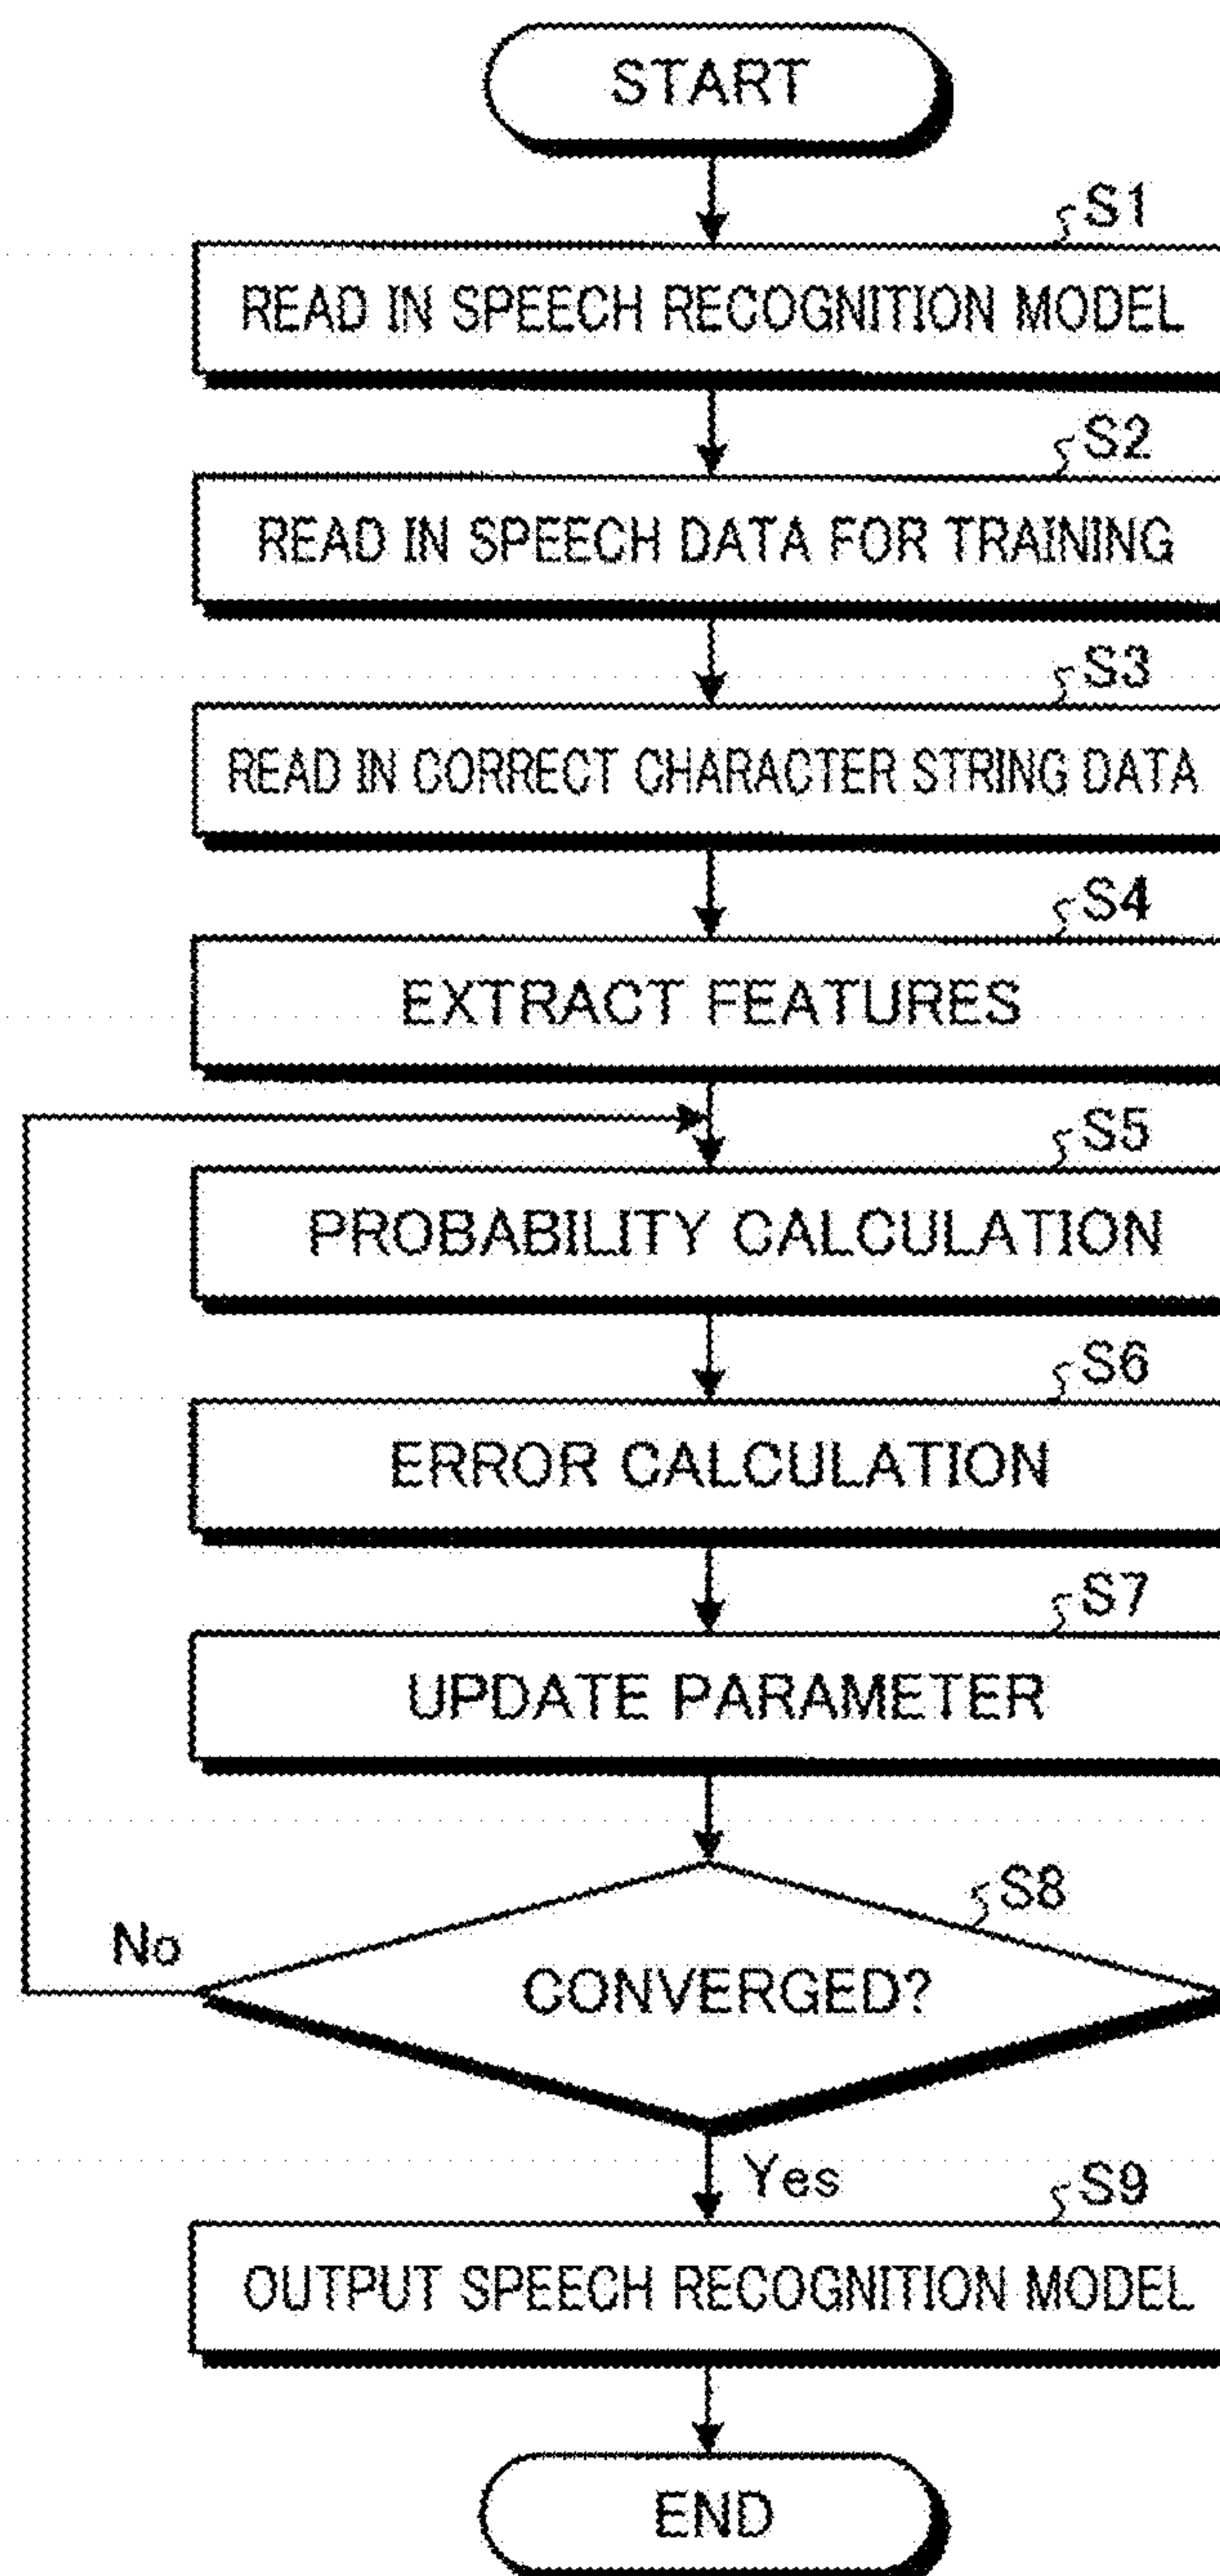 START
S1
READ IN SPEECH RECOGNITION MODEL
S2
READ IN SPEECH DATA FOR TRAINING
S3
READ IN CORRECT CHARACTER STRING DATA
S4
EXTRACT FEATURES
S5
PROBABILITY CALCULATION
S6
ERROR CALCULATION
S7
UPDATE PARAMETER
S8
No
CONVERGED?
Yes
S9
OUTPUT SPEECH RECOGNITION MODEL
END